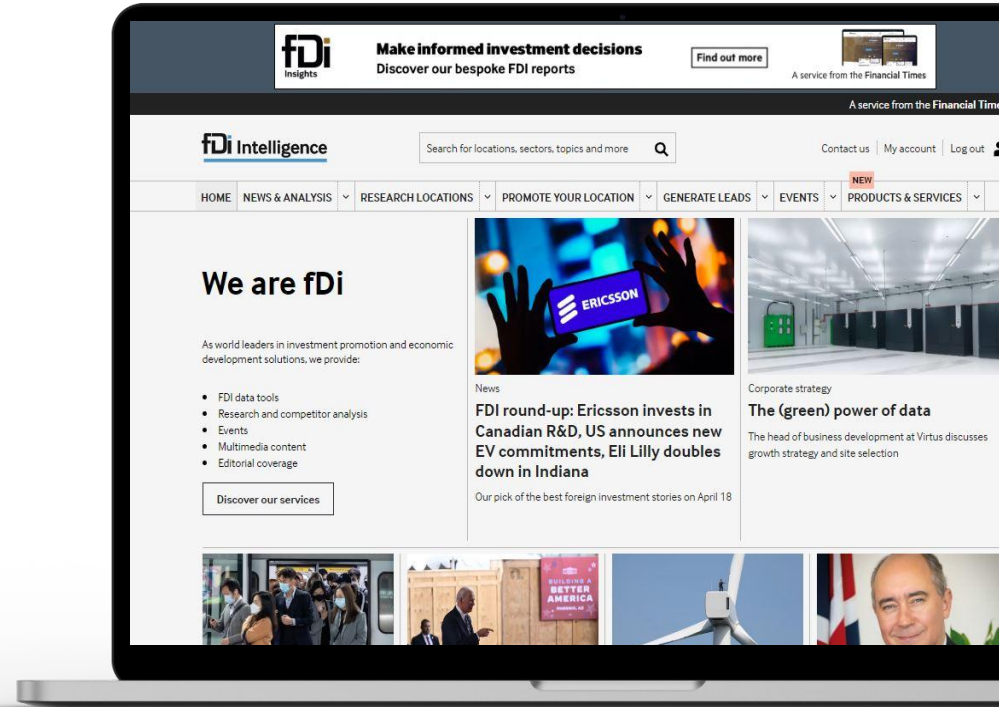 fDi
Insights
Make informed investment decisions
Discover our bespoke FDI reports
Find out more
A service from the Financial Times
A service from the Financial Time
fDi Intelligence
Search for locations, sectors, topics and more
Contact us
My account
Log out
NEW
HOME
NEWS & ANALYSIS
RESEARCH LOCATIONS
PROMOTE YOUR LOCATION
GENERATE LEADS
EVENTS
PRODUCTS & SERVICES
We are fDi
As world leaders in investment promotion and economic
development solutions, we provide:
• FDI data tools
• Research and competitor analysis
• Events
• Multimedia content
• Editorial coverage
Discover our services
ERICSSON
News
FDI round-up: Ericsson invests in
Canadian R&D, US announces new
EV commitments, Eli Lilly doubles
down in Indiana
Our pick of the best foreign investment stories on April 18
Corporate strategy
The (green) power of data
The head of business development at Virtus discusses
growth strategy and site selection
BUILDING A
BETTER
AMERICA